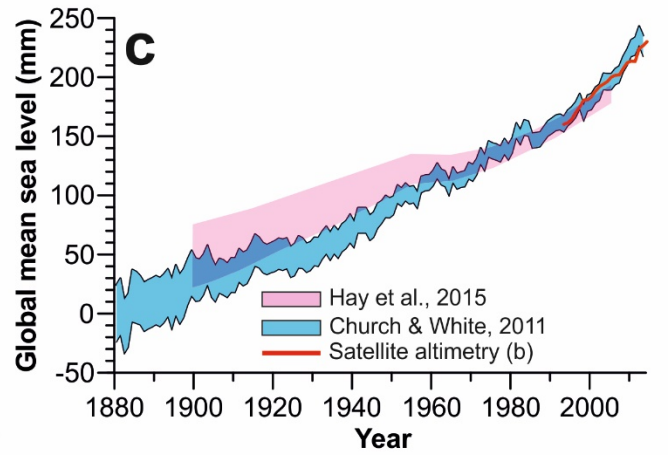 c
Global mean sea level (mm)
250
200
150
100
50
0
-50
Hay et al., 2015
Church & White, 2011
Satellite altimetry (b)
1880 1900 1920 1940 1960 1980 2000
Year